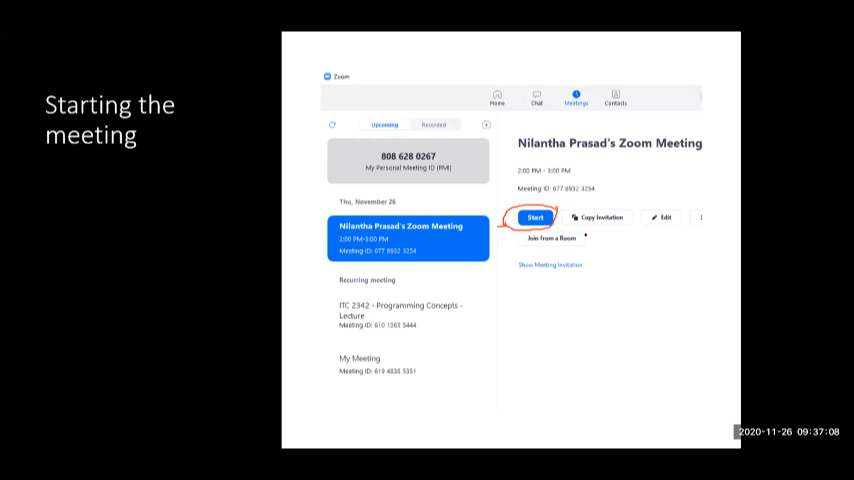 Starting the
meeting
Zoom
Home
Chat
Meetings
Contacts
Upcoming
Recorded
808 628 0267
My Personal Meeting ID (PMI)
Thu, November 26
Nilantha Prasad's Zoom Meeting
2:00 PM-3:00 PM
Meeting ID: 677 8932 3254
Recurring meeting
ITC 2342 - Programming Concepts -
Lecture
Meeting ID: 610 1363 5444
My Meeting
Meeting ID: 619 4838 5351
Nilantha Prasad's Zoom Meeting
2:00 PM - 3:00 PM
Meeting ID: 677 8932 3254
Start
Copy Invitation
Edit
Join from a Room
Show Meeting Invitation
2020-11-26 09:37:08